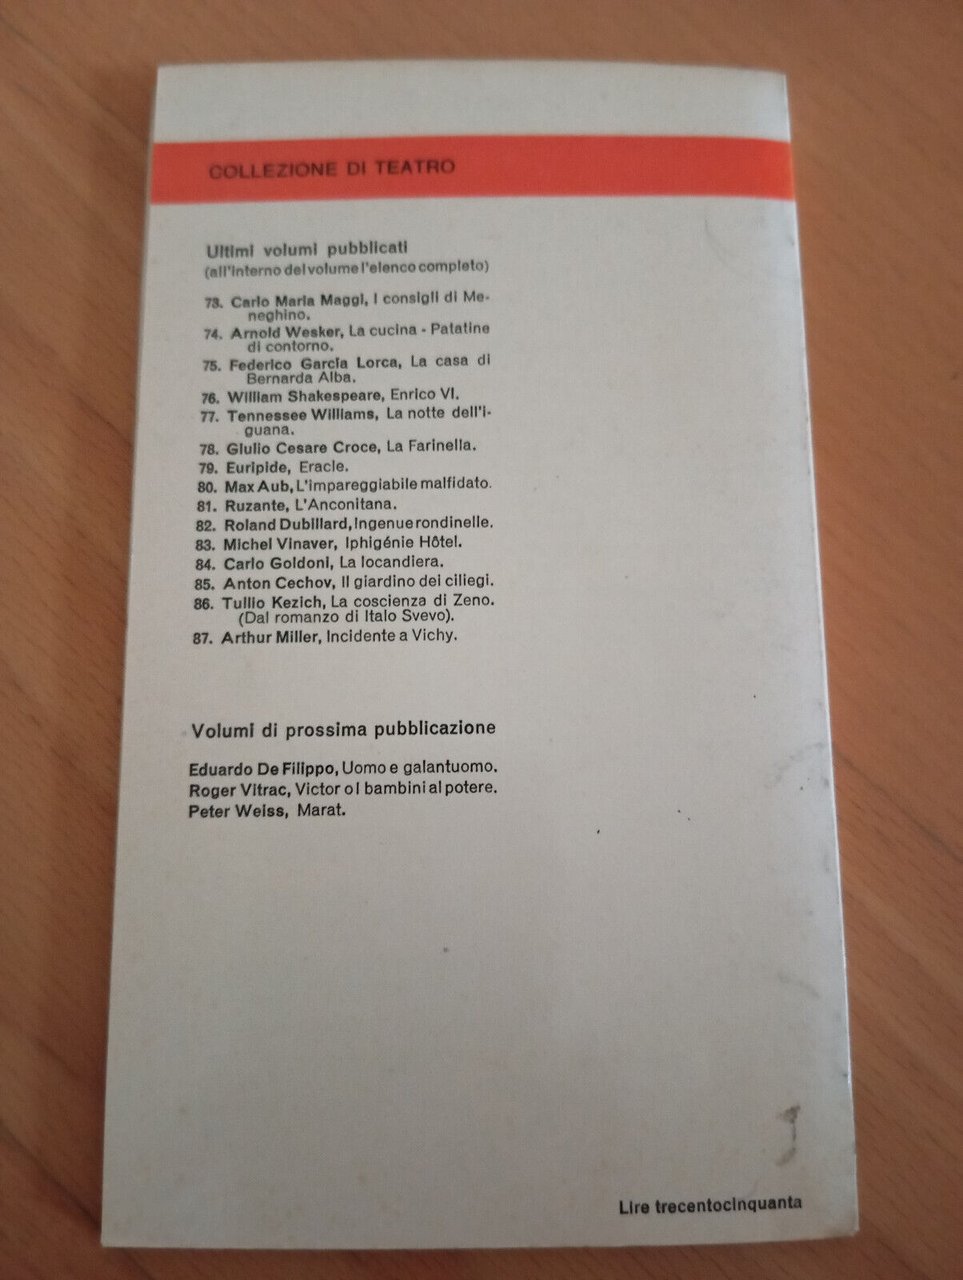 COLLEZIONE DI TEATRO
Ultimi volumi pubblicati
(all'interno del volume l'elenco completo)
73. Carlo Maria Maggi, I consigli di Me-
neghino.
74. Arnold Wesker, La cucina - Patatine
di contorno.
75. Federico García Lorca, La casa di
Bernarda Alba.
76. William Shakespeare, Enrico VI.
77. Tennessee Williams, La notte dell'i-
guana.
78. Giulio Cesare Croce, La Farinella.
79. Euripide, Eracle.
80. Max Aub, L'impareggiabile malfidato.
81. Ruzante, L'Anconitana.
82. Roland Dubillard, Ingenue rondinelle.
83. Michel Vinaver, Iphigénie Hôtel.
84. Carlo Goldoni, La locandiera.
85. Anton Cechov, Il giardino dei ciliegi.
86. Tullio Kezich, La coscienza di Zeno.
(Dal romanzo di Italo Svevo).
87. Arthur Miller, Incidente a Vichy.
Volumi di prossima pubblicazione
Eduardo De Filippo, Uomo e galantuomo.
Roger Vitrac, Victor o I bambini al potere.
Peter Weiss, Marat.
Lire trecentocinquanta